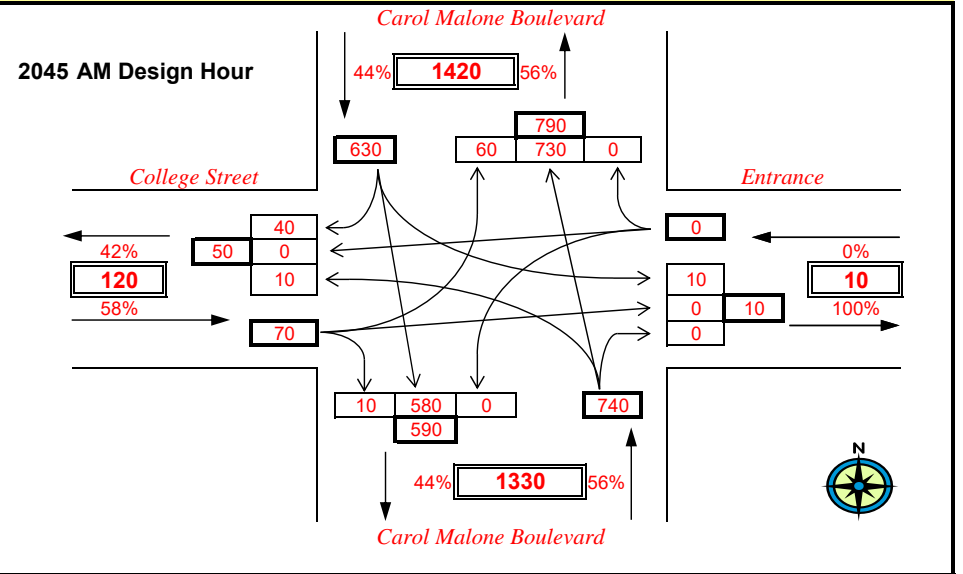 Carol Malone Boulevard
2045 AM Design Hour
44% 1420 56%
790
630 60 730 0
College Street Entrance
40 0
42% 50 0 0%
120 10 10 10
58% 0 10 100%
70 0
10 580 0 740
590
N
44% 1330 56%
Carol Malone Boulevard